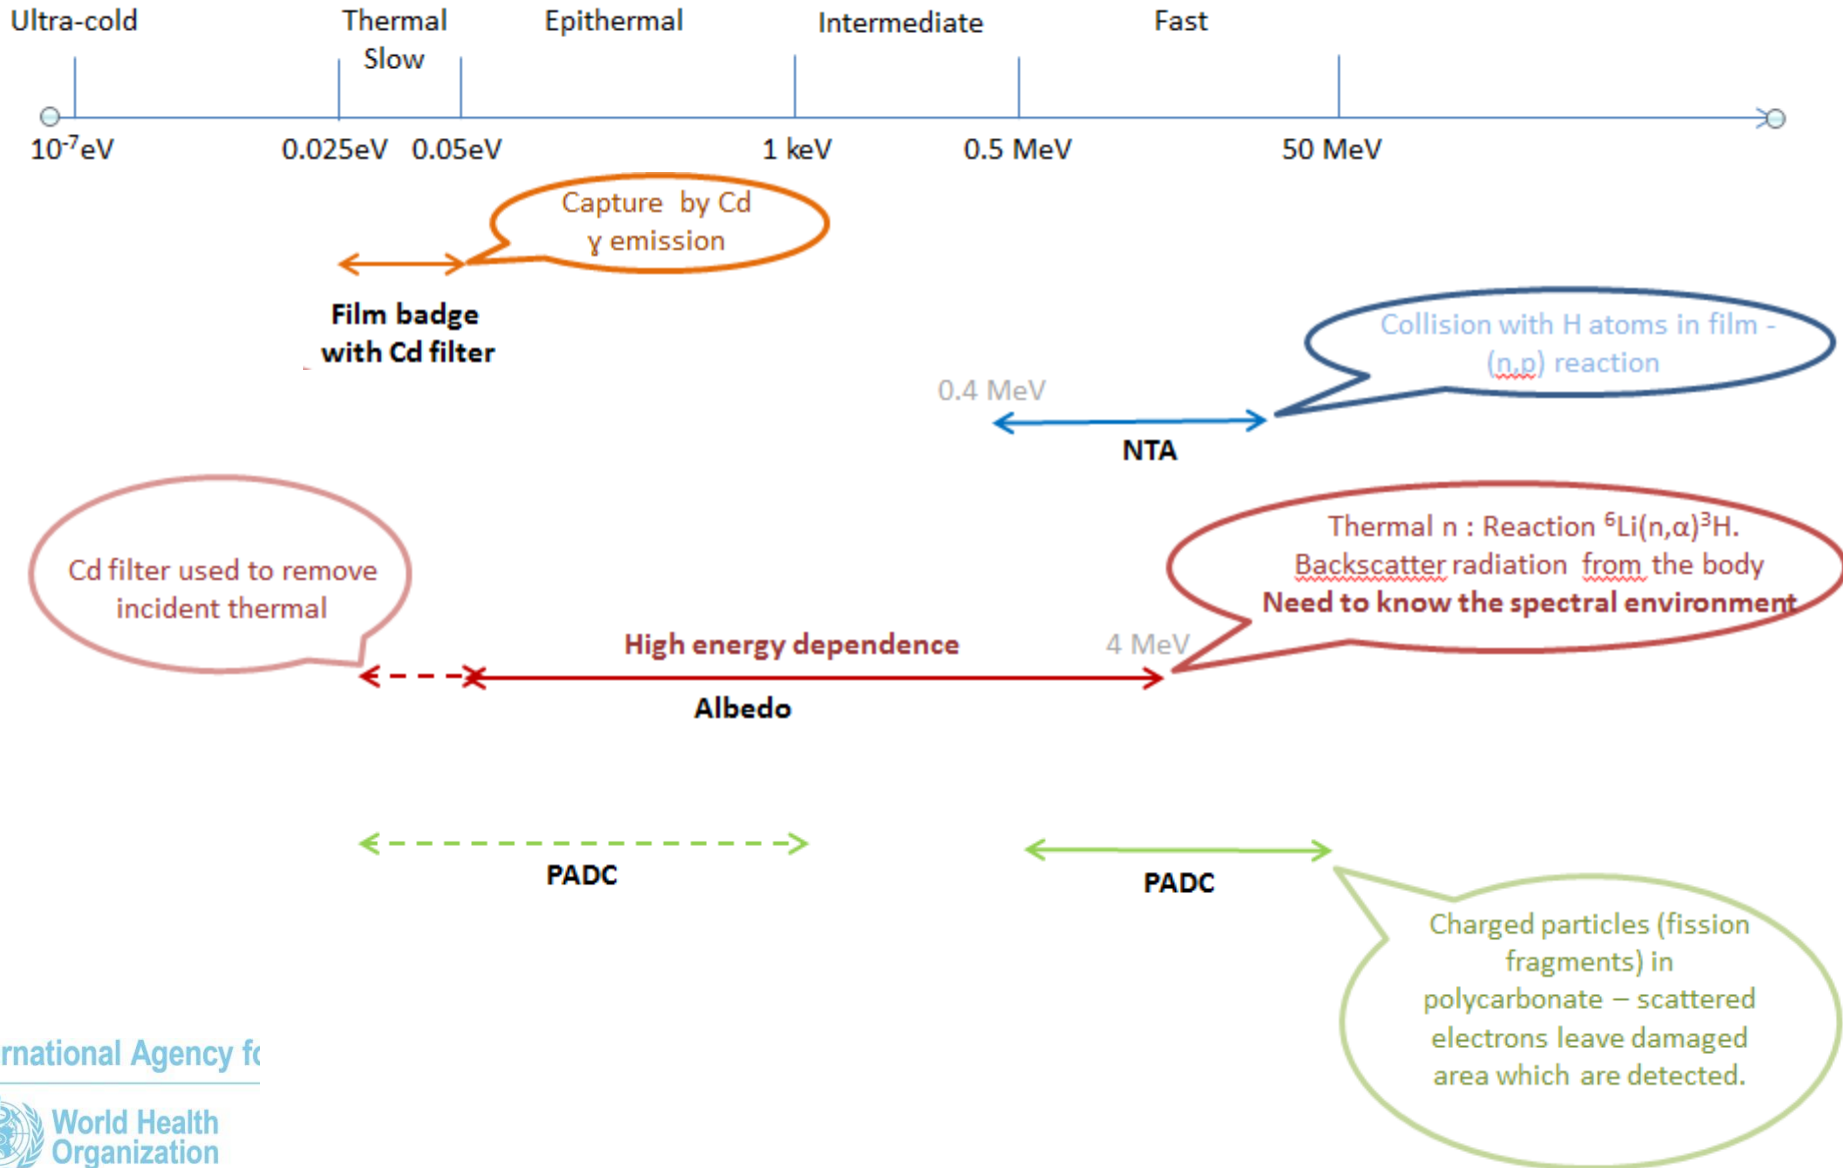 Ultra-cold
Thermal
Slow
Epithermal
Intermediate
Fast
10⁻⁷eV
0.025eV
0.05eV
1 keV
0.5 MeV
50 MeV
Capture by Cd
γ emission
Film badge
with Cd filter
Collision with H atoms in film -
(n,p) reaction
0.4 MeV
NTA
Cd filter used to remove
incident thermal
Thermal n : Reaction ⁶Li(n,α)³H.
Backscatter radiation from the body
Need to know the spectral environment
High energy dependence
4 MeV
Albedo
PADC
PADC
Charged particles (fission
fragments) in
polycarbonate – scattered
electrons leave damaged
area which are detected.
rnational Agency fo
World Health
Organization